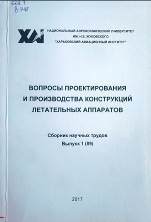 ХАІ
НАЦИОНАЛЬНЫЙ АЭРОКОСМИЧЕСКИЙ УНИВЕРСИТЕТ
ИМ. Н.Е. ЖУКОВСКОГО
"ХАРЬКОВСКИЙ АВИАЦИОННЫЙ ИНСТИТУТ"
ВОПРОСЫ ПРОЕКТИРОВАНИЯ
И ПРОИЗВОДСТВА КОНСТРУКЦИЙ
ЛЕТАТЕЛЬНЫХ АППАРАТОВ
Сборник научных трудов
Выпуск 1 (89)
2017